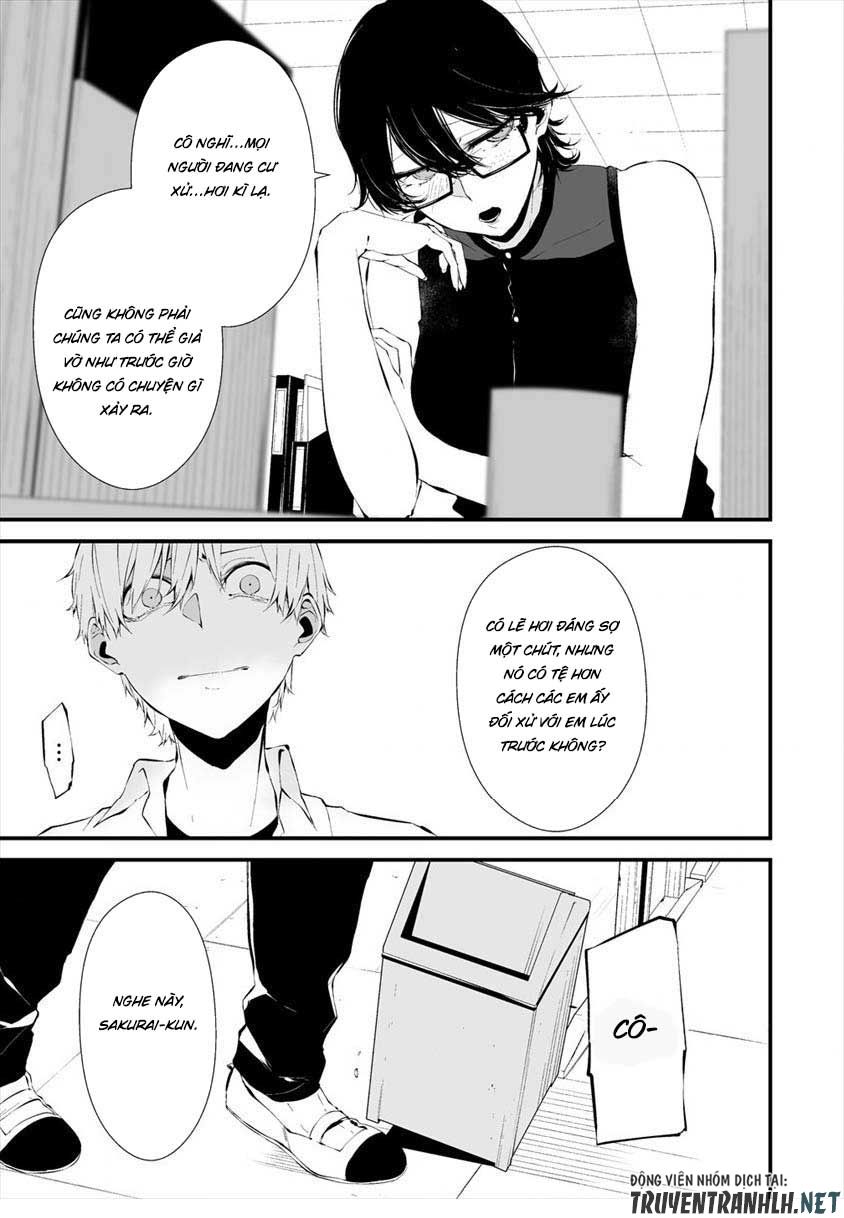 CÔ NGHĨ...MỌI
NGƯỜI ĐANG CƯ
XỬ...HƠI KÌ LẠ.
CŨNG KHÔNG PHẢI
CHÚNG TA CÓ THỂ GIẢ
VỜ NHƯ TRƯỚC GIỜ
KHÔNG CÓ CHUYỆN GÌ
XẢY RA.
CÓ LẼ HƠI ĐÁNG SỢ
MỘT CHÚT, NHƯNG
NÓ CÓ TỆ HƠN
CÁCH CÁC EM ẤY
ĐỐI XỬ VỚI EM LÚC
TRƯỚC KHÔNG?
...
CÔ-
NGHE NÀY,
SAKURAI-KUN.
ĐỘNG VIÊN NHÓM DỊCH TẠI:
TRUYENTRANHLH.NET